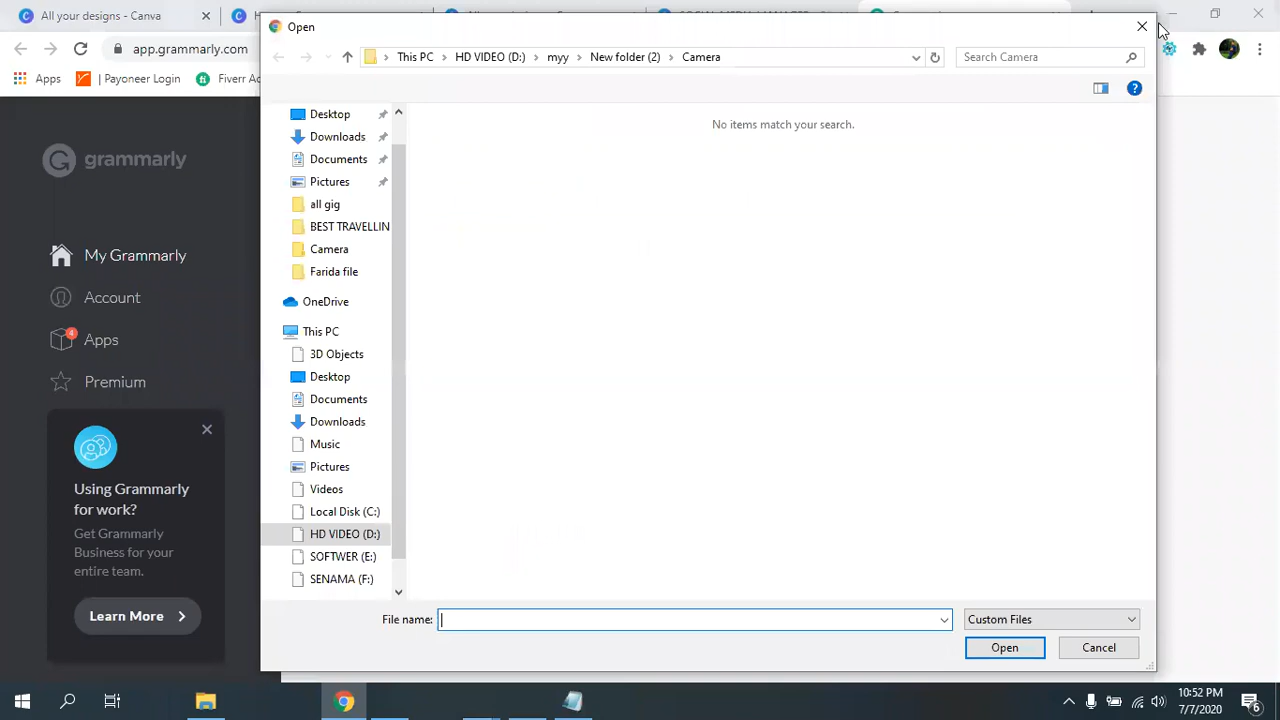 All your designs - Canva
Open
app.grammarly.com
This PC > HD VIDEO (D:) > myy > New folder (2) > Camera
Search Camera
Apps
Payoneer Login
Fiverr Ad
No items match your search.
grammarly
My Grammarly
Account
Apps
4
Premium
Using Grammarly
for work?
Get Grammarly
Business for your
entire team.
Learn More
Desktop
Downloads
Documents
Pictures
all gig
BEST TRAVELLIN
Camera
Farida file
OneDrive
This PC
3D Objects
Desktop
Documents
Downloads
Music
Pictures
Videos
Local Disk (C:)
HD VIDEO (D:)
SOFTWER (E:)
SENAMA (F:)
File name:
Custom Files
Open
Cancel
10:52 PM
7/7/2020
6